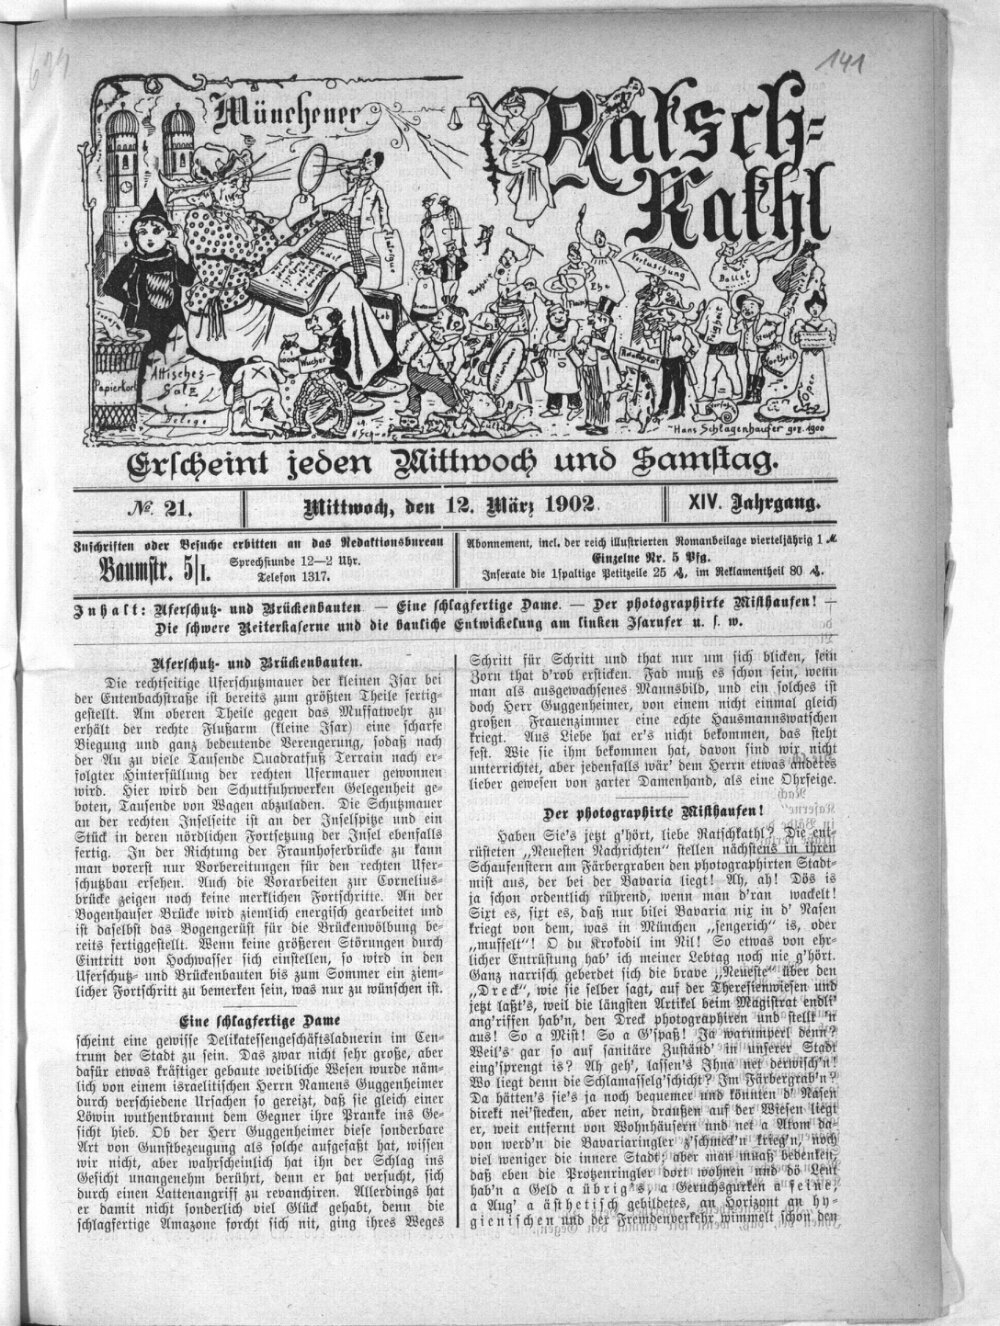 141
Münchener
Ratsch-
Kathl
Vertuschung
Ballet
Ehe
Wucher
Papierkorb
Attisches
Salz
Belege
Oper
Hans Schlagenhaufer gez. 1900
Erscheint jeden Mittwoch und Samstag.
№ 21.
Mittwoch, den 12. März 1902.
XIV. Jahrgang.
Zuschriften oder Besuche erbitten an das Redaktionsbureau
Baumstr. 5/I.
Sprechstunde 12–2 Uhr.
Telefon 1317.
Abonnement, incl. der reich illustrierten Romanbeilage vierteljährig 1 ℳ
Einzelne Nr. 5 Pfg.
Inserate die 1spaltige Petitzeile 25 ₰, im Reklamentheil 80 ₰.
Inhalt: Uferschutz- und Brückenbauten. — Eine schlagfertige Dame. — Der photographirte Misthaufen! —
Die schwere Reiterkaserne und die bauliche Entwickelung am linken Isarufer u. s. w.
Uferschutz- und Brückenbauten.
Die rechtseitige Uferschutzmauer der kleinen Isar bei
der Entenbachstraße ist bereits zum größten Theile fertig-
gestellt. Am oberen Theile gegen das Muffatwehr zu
erhält der rechte Flußarm (kleine Isar) eine scharfe
Biegung und ganz bedeutende Verengerung, sodaß nach
der Au zu viele Tausende Quadratfuß Terrain nach er-
folgter Hinterfüllung der rechten Ufermauer gewonnen
wird. Hier wird den Schuttfuhrwerken Gelegenheit ge-
boten, Tausende von Wagen abzuladen. Die Schutzmauer
an der rechten Inselseite ist an der Inselspitze und ein
Stück in deren nördlichen Fortsetzung der Insel ebenfalls
fertig. In der Richtung der Fraunhoferbrücke zu kann
man vorerst nur Vorbereitungen für den rechten Ufer-
schutzbau ersehen. Auch die Vorarbeiten zur Cornelius-
brücke zeigen noch keine merklichen Fortschritte. An der
Bogenhauser Brücke wird ziemlich energisch gearbeitet und
ist daselbst das Bogengerüst für die Brückenwölbung be-
reits fertiggestellt. Wenn keine größeren Störungen durch
Eintritt von Hochwasser sich einstellen, so wird in den
Uferschutz- und Brückenbauten bis zum Sommer ein ziem-
licher Fortschritt zu bemerken sein, was nur zu wünschen ist.
Eine schlagfertige Dame
scheint eine gewisse Delikatessengeschäftsladnerin im Cen-
trum der Stadt zu sein. Das zwar nicht sehr große, aber
dafür etwas kräftiger gebaute weibliche Wesen wurde näm-
lich von einem israelitischen Herrn Namens Guggenheimer
durch verschiedene Ursachen so gereizt, daß sie gleich einer
Löwin wuthentbrannt dem Gegner ihre Pranke ins Ge-
sicht hieb. Ob der Herr Guggenheimer diese sonderbare
Art von Gunstbezeugung als solche aufgefaßt hat, wissen
wir nicht, aber wahrscheinlich hat ihn der Schlag ins
Gesicht unangenehm berührt, denn er hat versucht, sich
durch einen Lattenangriff zu revanchiren. Allerdings hat
er damit nicht sonderlich viel Glück gehabt, denn die
schlagfertige Amazone forcht sich nit, ging ihres Weges
Schritt für Schritt und that nur um sich blicken, sein
Zorn that d'rob ersticken. Fad muß es schon sein, wenn
man als ausgewachsenes Mannsbild, und ein solches ist
doch Herr Guggenheimer, von einem nicht einmal gleich
großen Frauenzimmer eine echte Hausmannswatschen
kriegt. Aus Liebe hat er's nicht bekommen, das steht
fest. Wie sie ihm bekommen hat, davon sind wir nicht
unterrichtet, aber jedenfalls wär' dem Herrn etwas anderes
lieber gewesen von zarter Damenhand, als eine Ohrfeige.
Der photographirte Misthaufen!
Haben Sie's jetzt g'hört, liebe Ratschkathl? Die ent-
rüsteten „Neuesten Nachrichten" stellen nächstens in ihren
Schaufenstern am Färbergraben den photographirten Stadt-
mist aus, der bei der Bavaria liegt! Ah, ah! Dös is
ja schon ordentlich rührend, wenn man d'ran wackelt!
Sixt es, sixt es, daß nur bilei Bavaria nix in d' Nasen
kriegt von dem, was in München „sengerich" is, oder
„muffelt"! O du Krokodil im Nil! So etwas von ehr-
licher Entrüstung hab' ich meiner Lebtag noch nie g'hört.
Ganz narrisch geberdet sich die brave „Neueste" über den
„Dreck", wie sie selber sagt, auf der Theresienwiesen und
jetzt laßt's, weil die längsten Artikel beim Magistrat endli'
ang'riffen hab'n, den Dreck photographiren und stellt 'n
aus! So a Mist! So a G'spaß! Ja warumperl denn?
Weil's gar so auf sanitäre Zuständ' in unserer Stadt
eing'sprengt is? Ah geh', lassen's Ihna net derwisch'n!
Wo liegt denn die Schlamasselg'schicht? Im Färbergrab'n?
Da hätten's sie's ja noch bequemer und könnten d' Nasen
direkt nei'stecken, aber nein, draußen auf der Wiesen liegt
er, weit entfernt von Wohnhäusern und net a Atom da-
von werd'n die Bavariaringler z'schmeck'n krieg'n, noch
viel weniger die innere Stadt; aber man muaß bedenken,
daß eben die Protzenringler dort wohnen und dö Leut
hab'n a Geld a übrig's, a Geruchsgurken a feine,
a Aug' a ästhetisch gebildetes, an Horizont an hy-
gienischen und der Fremdenverkehr wimmelt schon den